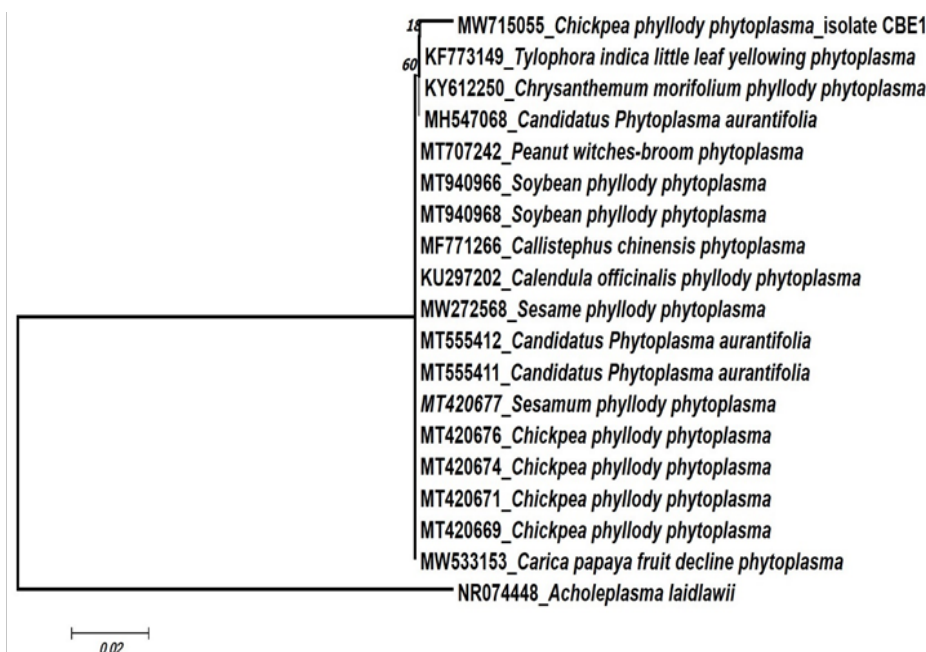 18
MW715055_Chickpea phyllody phytoplasma_isolate CBE1
KF773149_Tylophora indica little leaf yellowing phytoplasma
60
KY612250_Chrysanthemum morifolium phyllody phytoplasma
MH547068_Candidatus Phytoplasma aurantifolia
MT707242_Peanut witches-broom phytoplasma
MT940966_Soybean phyllody phytoplasma
MT940968_Soybean phyllody phytoplasma
MF771266_Callistephus chinensis phytoplasma
KU297202_Calendula officinalis phyllody phytoplasma
MW272568_Sesame phyllody phytoplasma
MT555412_Candidatus Phytoplasma aurantifolia
MT555411_Candidatus Phytoplasma aurantifolia
MT420677_Sesamum phyllody phytoplasma
MT420676_Chickpea phyllody phytoplasma
MT420674_Chickpea phyllody phytoplasma
MT420671_Chickpea phyllody phytoplasma
MT420669_Chickpea phyllody phytoplasma
MW533153_Carica papaya fruit decline phytoplasma
NR074448_Acholeplasma laidlawii
0.02